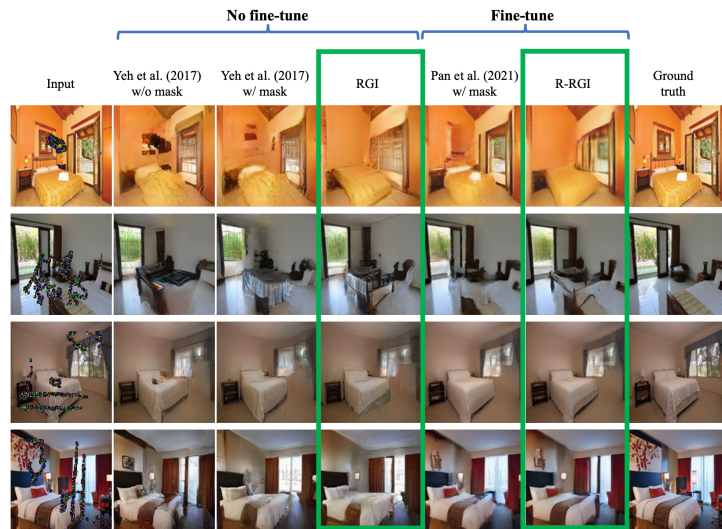 No fine-tune
Fine-tune
Input
Yeh et al. (2017)
w/o mask
Yeh et al. (2017)
w/ mask
RGI
Pan et al. (2021)
w/ mask
R-RGI
Ground
truth